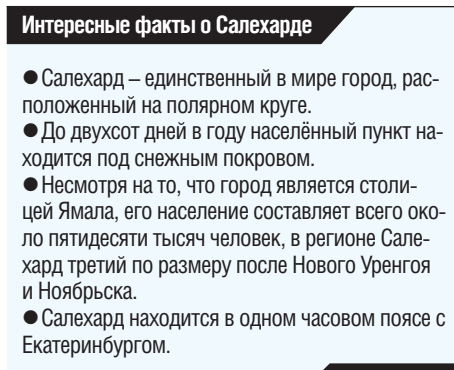 Интересные факты о Салехарде
● Салехард – единственный в мире город, рас-
положенный на полярном круге.
● До двухсот дней в году населённый пункт на-
ходится под снежным покровом.
● Несмотря на то, что город является столи-
цей Ямала, его население составляет всего око-
ло пятидесяти тысяч человек, в регионе Сале-
хард третий по размеру после Нового Уренгоя
и Ноябрьска.
● Салехард находится в одном часовом поясе с
Екатеринбургом.